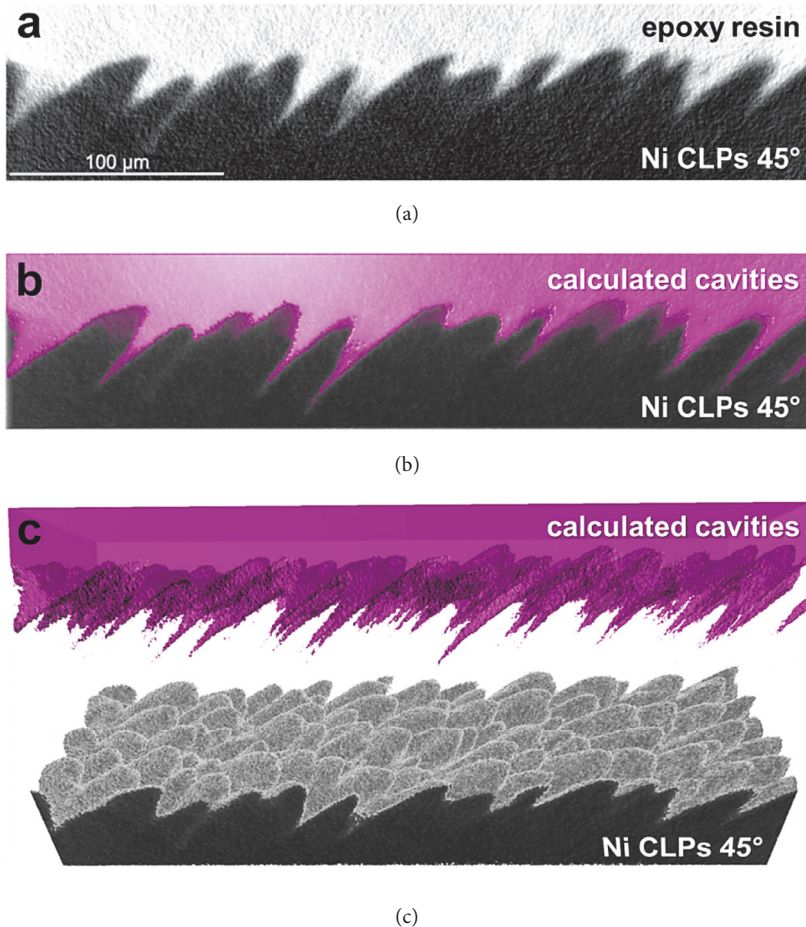 a
epoxy resin
100 µm
Ni CLPs 45°
(a)
b
calculated cavities
Ni CLPs 45°
(b)
c
calculated cavities
Ni CLPs 45°
(c)